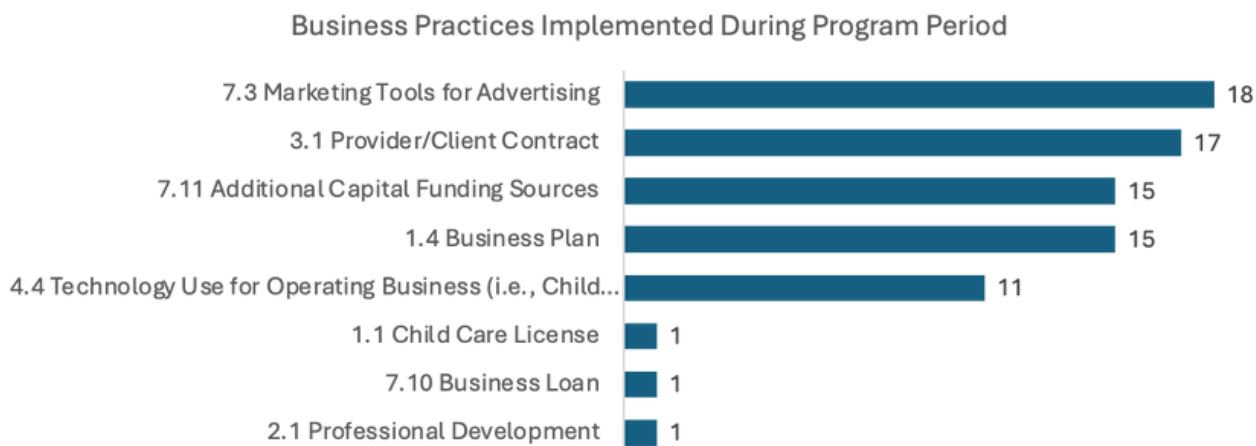 Business Practices Implemented During Program Period
7.3 Marketing Tools for Advertising 18
3.1 Provider/Client Contract 17
7.11 Additional Capital Funding Sources 15
1.4 Business Plan 15
4.4 Technology Use for Operating Business (i.e., Child... 11
1.1 Child Care License 1
7.10 Business Loan 1
2.1 Professional Development 1